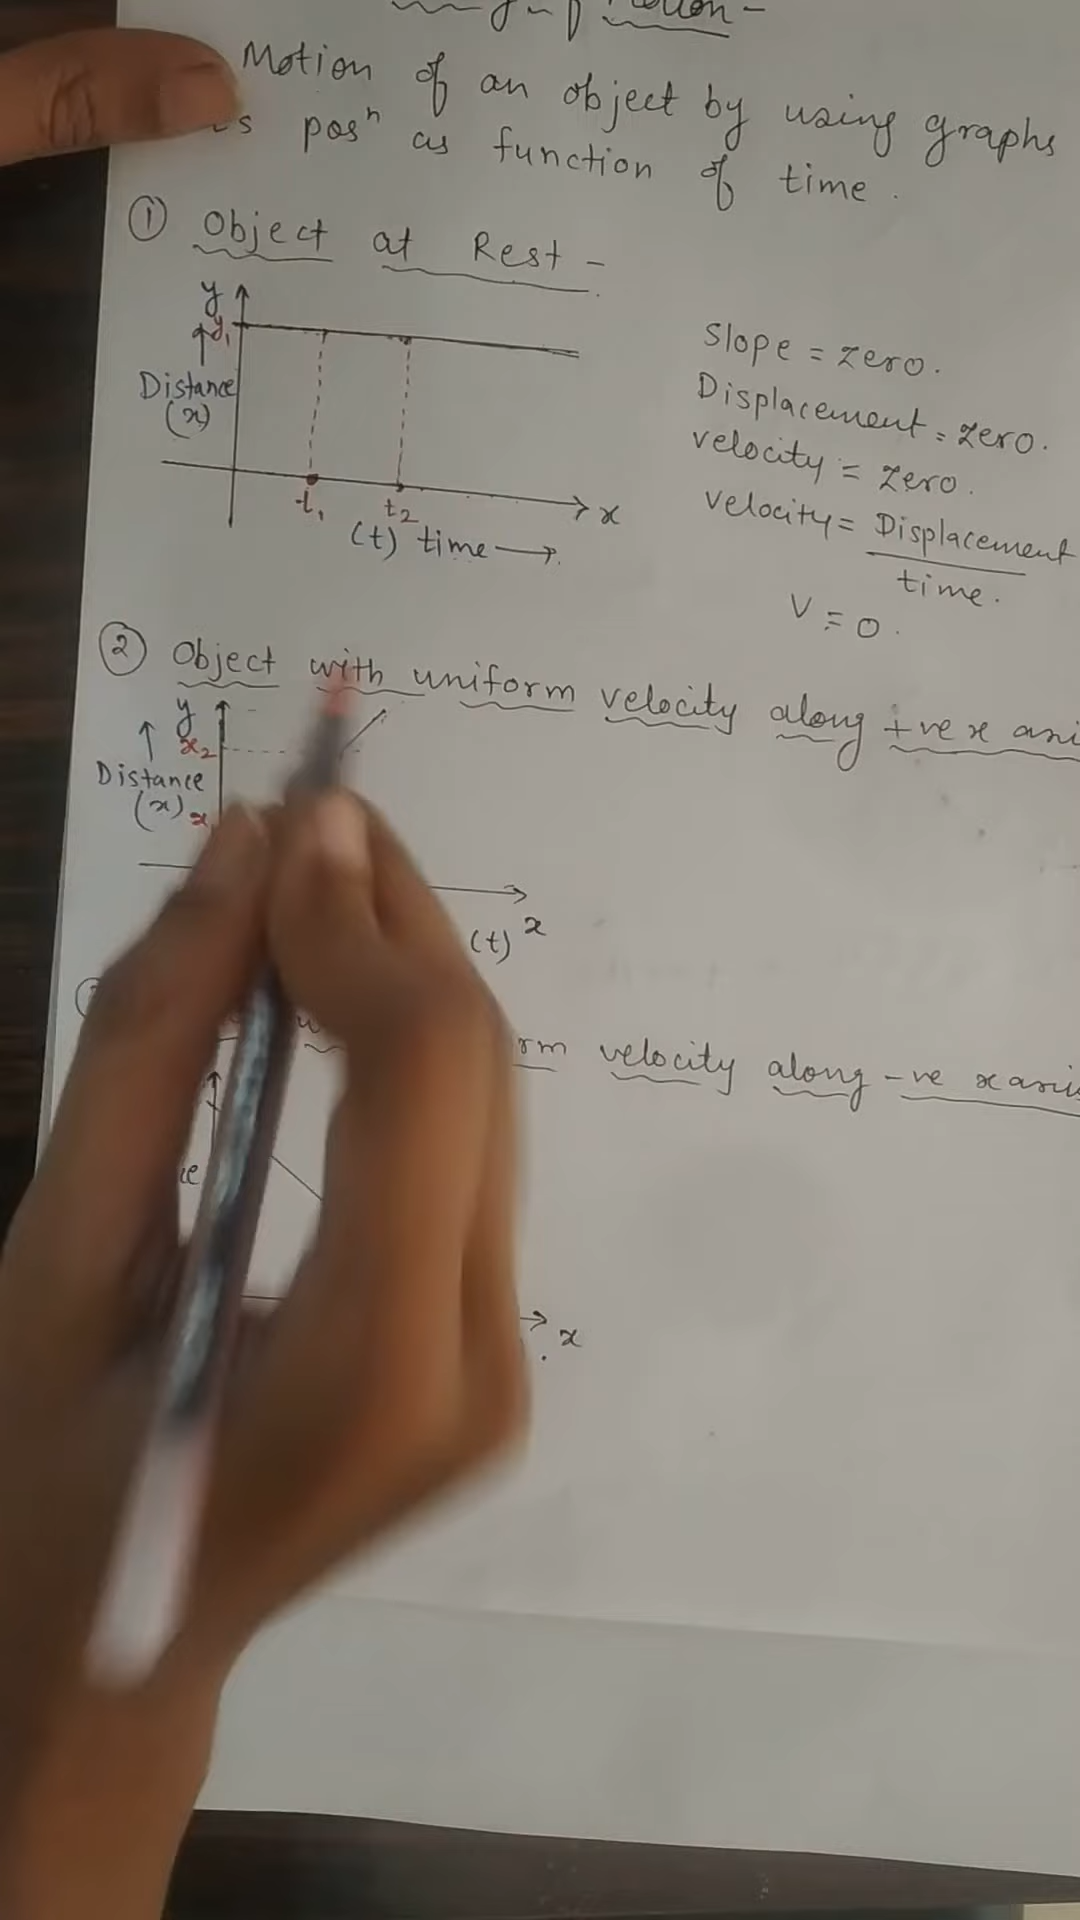 Motion of an object by using graphs
posⁿ as function of time.
① Object at Rest -
y
y₁
Distance
(x)
t₁ t₂ x
(t) time →
Slope = zero.
Displacement = zero.
velocity = zero.
velocity = Displacement
time.
V = 0.
② Object with uniform velocity along +ve x
y
x₂
Distance
(x)
x
(t)
velocity along -ve x
x